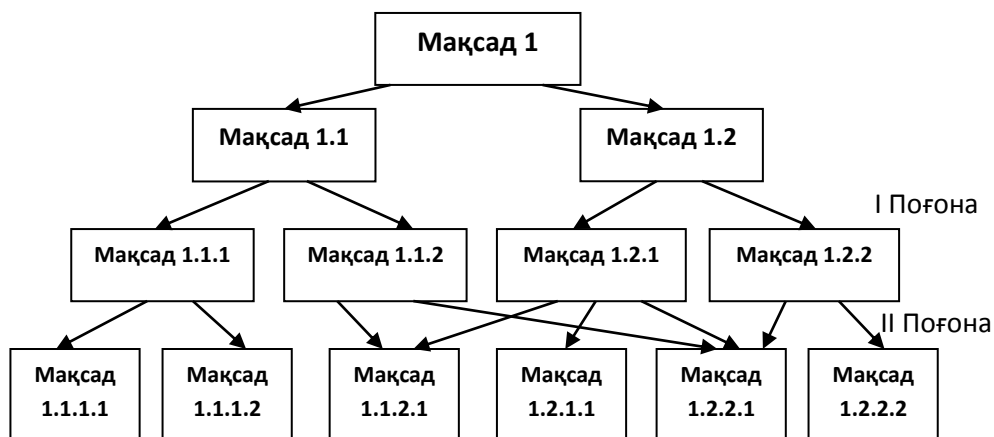 Мақсад 1
Мақсад 1.1
Мақсад 1.2
I Поғона
Мақсад 1.1.1
Мақсад 1.1.2
Мақсад 1.2.1
Мақсад 1.2.2
II Поғона
Мақсад
1.1.1.1
Мақсад
1.1.1.2
Мақсад
1.1.2.1
Мақсад
1.2.1.1
Мақсад
1.2.2.1
Мақсад
1.2.2.2